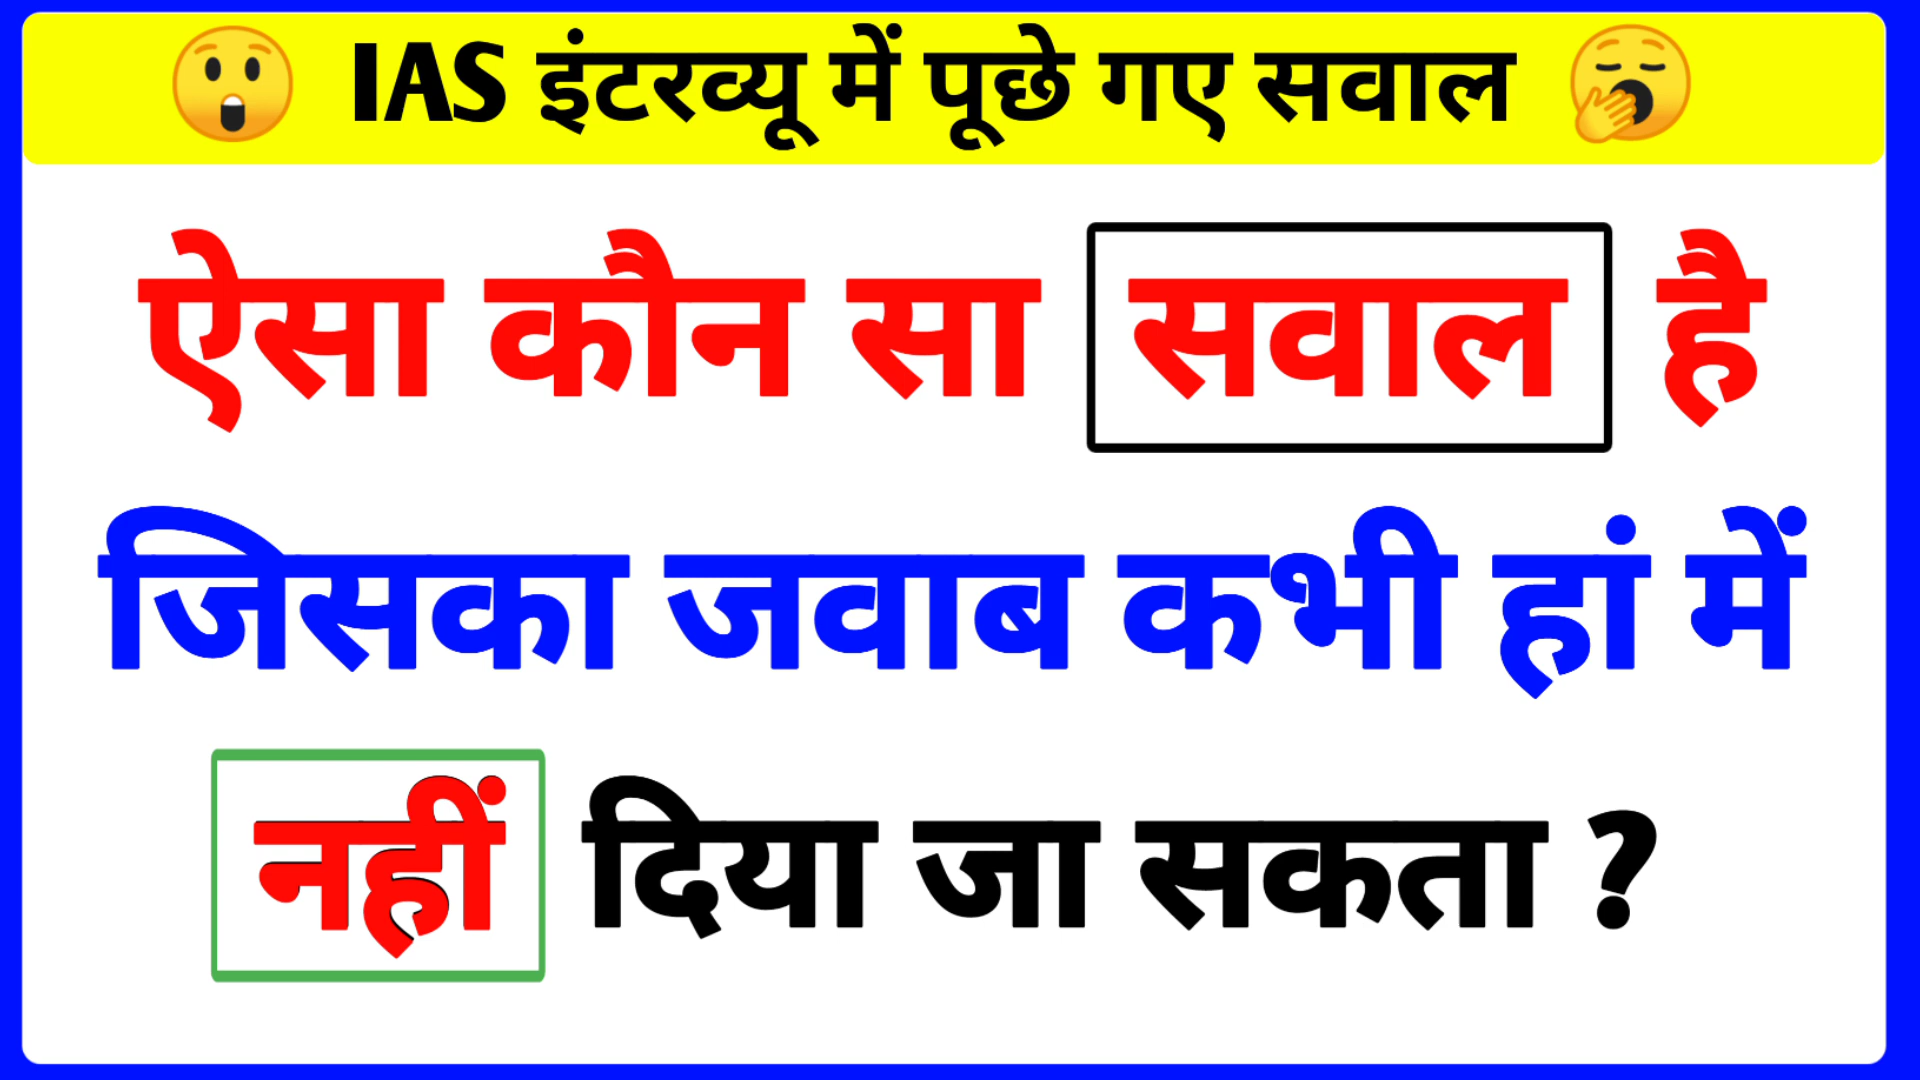 IAS इंटरव्यू में पूछे गए सवाल
ऐसा कौन सा सवाल है
जिसका जवाब कभी हां में
नहीं दिया जा सकता ?